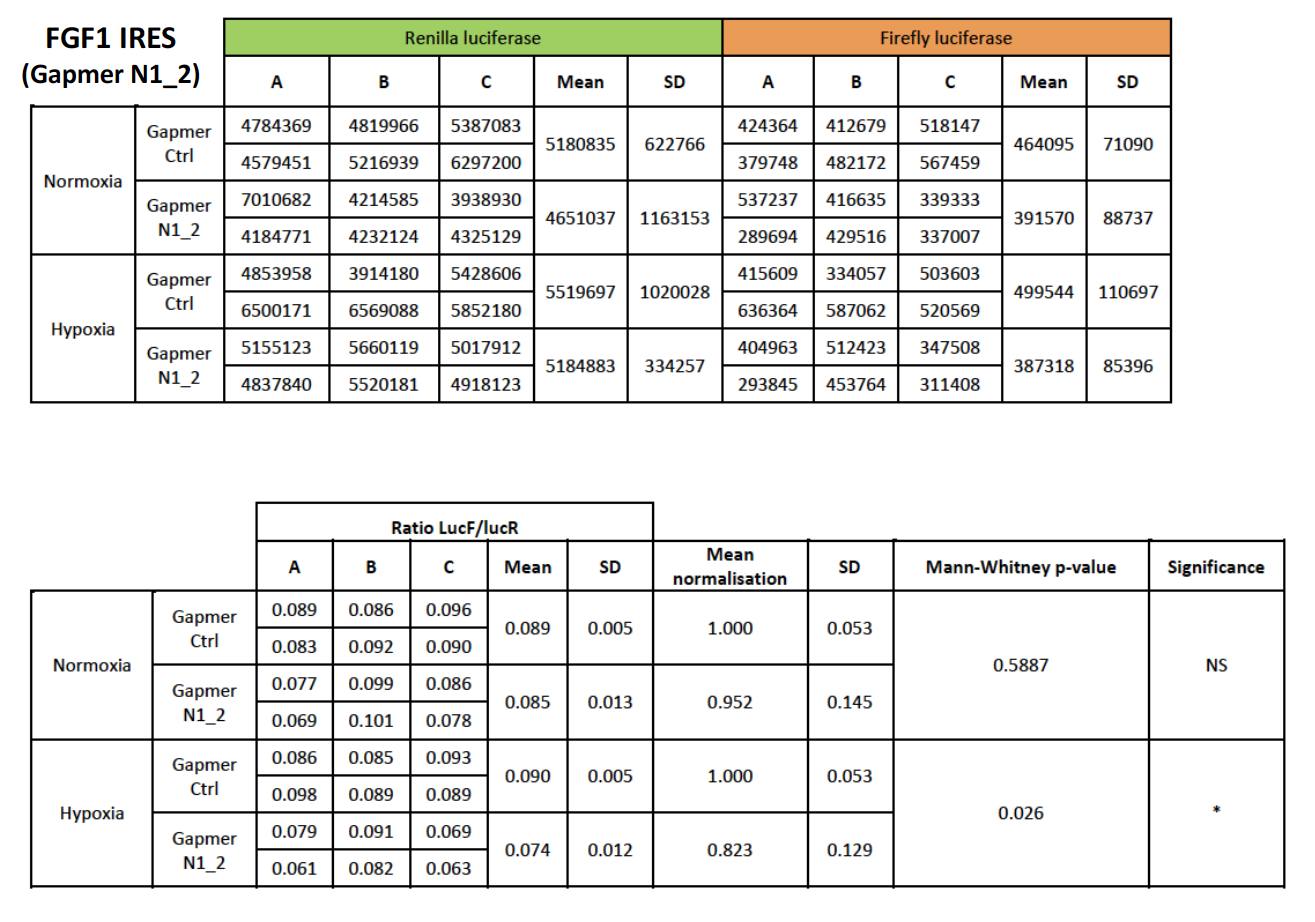 FGF1 IRES
(Gapmer N1_2)
Renilla luciferase Firefly luciferase
A B C Mean SD A B C Mean SD
Normoxia
Gapmer Ctrl
4784369 4819966 5387083 5180835 622766 424364 412679 518147 464095 71090
4579451 5216939 6297200 379748 482172 567459
Gapmer N1_2
7010682 4214585 3938930 4651037 1163153 537237 416635 339333 391570 88737
4184771 4232124 4325129 289694 429516 337007
Hypoxia
Gapmer Ctrl
4853958 3914180 5428606 5519697 1020028 415609 334057 503603 499544 110697
6500171 6569088 5852180 636364 587062 520569
Gapmer N1_2
5155123 5660119 5017912 5184883 334257 404963 512423 347508 387318 85396
4837840 5520181 4918123 293845 453764 311408
Ratio LucF/lucR
A B C Mean SD Mean normalisation SD Mann-Whitney p-value Significance
Normoxia
Gapmer Ctrl
0.089 0.086 0.096 0.089 0.005 1.000 0.053 0.5887 NS
0.083 0.092 0.090
Gapmer N1_2
0.077 0.099 0.086 0.085 0.013 0.952 0.145
0.069 0.101 0.078
Hypoxia
Gapmer Ctrl
0.086 0.085 0.093 0.090 0.005 1.000 0.053 0.026 *
0.098 0.089 0.089
Gapmer N1_2
0.079 0.091 0.069 0.074 0.012 0.823 0.129
0.061 0.082 0.063